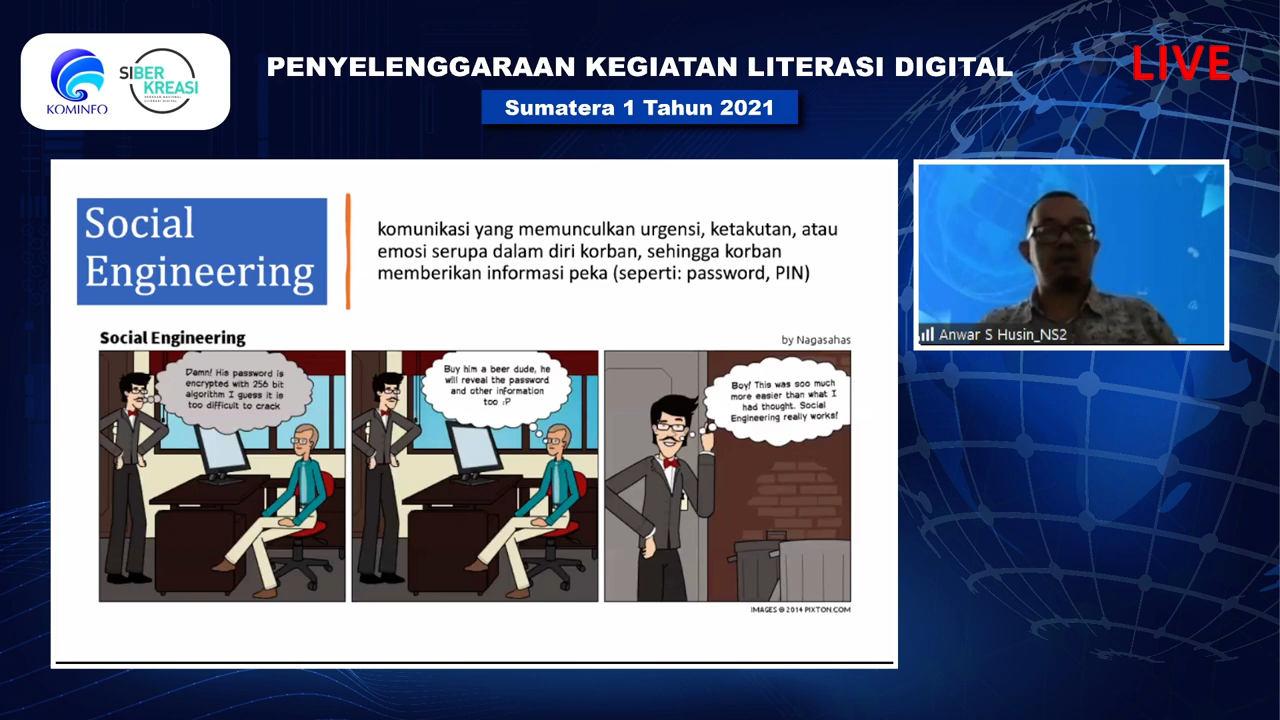 KOMINFO
SIBER
KREASI
PENYELENGGARAAN KEGIATAN LITERASI DIGITAL
Sumatera 1 Tahun 2021
LIVE
Social
Engineering
komunikasi yang memunculkan urgensi, ketakutan, atau
emosi serupa dalam diri korban, sehingga korban
memberikan informasi peka (seperti: password, PIN)
Social Engineering
by Nagasahas
Damn! His password is
encrypted with 256 bit
algorithm I guess it is
too difficult to crack
Buy him a beer dude, he
will reveal the password
and other information
too :P
Boy! This was soo much
more easier than what I
had thought. Social
Engineering really works!
IMAGES © 2014 PIXTON.COM
Anwar S Husin_NS2